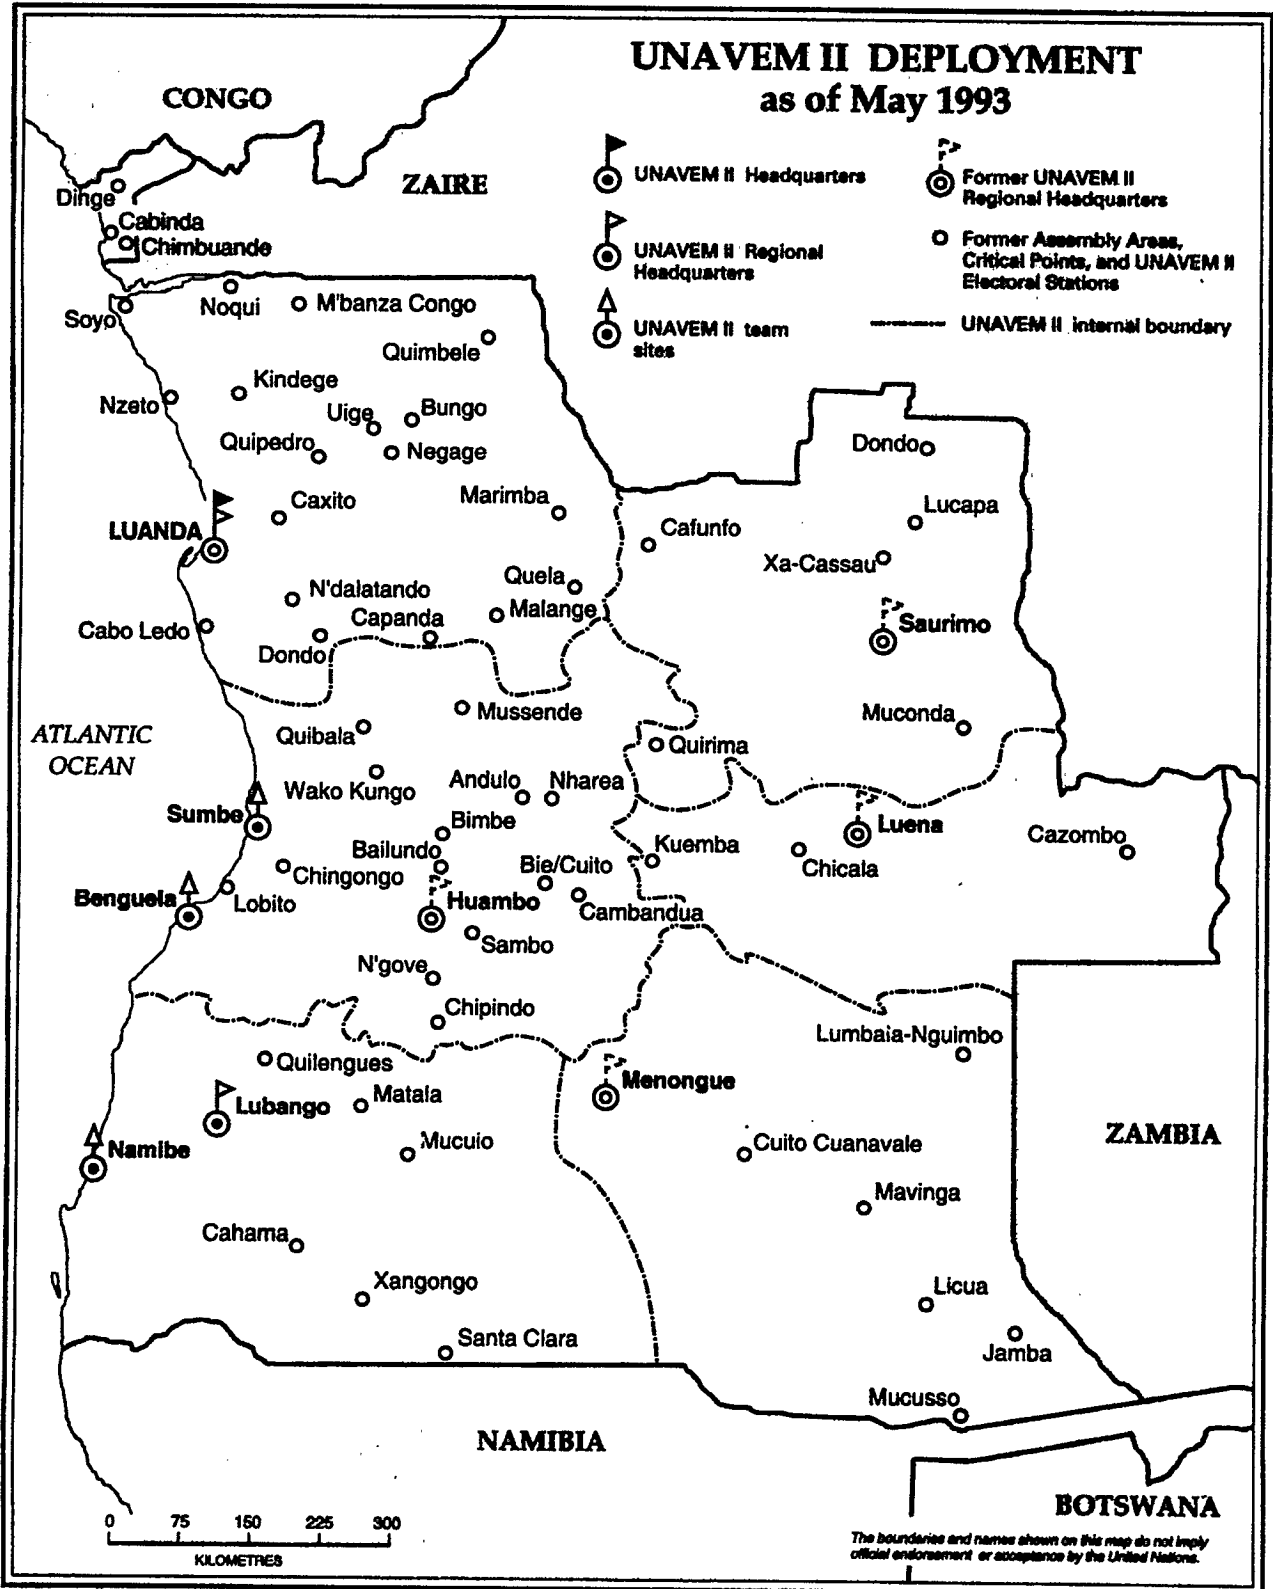 UNAVEM II DEPLOYMENT
as of May 1993
UNAVEM II Headquarters
UNAVEM II Regional
Headquarters
UNAVEM II team
sites
Former UNAVEM II
Regional Headquarters
Former Assembly Areas,
Critical Points, and UNAVEM II
Electoral Stations
UNAVEM II internal boundary
CONGO
ZAIRE
Dinge
Cabinda
Chimbuande
Soyo
Noqui
M'banza Congo
Quimbele
Nzeto
Kindege
Uige
Bungo
Quipedro
Negage
Dondo
Caxito
Marimba
Lucapa
LUANDA
Cafunfo
Xa-Cassau
Quela
N'dalatando
Malange
Capanda
Saurimo
Cabo Ledo
Dondo
Mussende
Muconda
ATLANTIC
OCEAN
Quibala
Quirima
Wako Kungo
Andulo
Nharea
Sumbe
Bimbe
Luena
Cazombo
Bailundo
Kuemba
Chingongo
Bie/Cuito
Chicala
Benguela
Lobito
Huambo
Cambandua
Sambo
N'gove
Chipindo
Lumbaia-Nguimbo
Quilengues
Menongue
Lubango
Matala
ZAMBIA
Namibe
Mucuio
Cuito Cuanavale
Mavinga
Cahama
Xangongo
Licua
Santa Clara
Jamba
Mucusso
NAMIBIA
BOTSWANA
0 75 150 225 300
KILOMETRES
The boundaries and names shown on this map do not imply
official endorsement or acceptance by the United Nations.